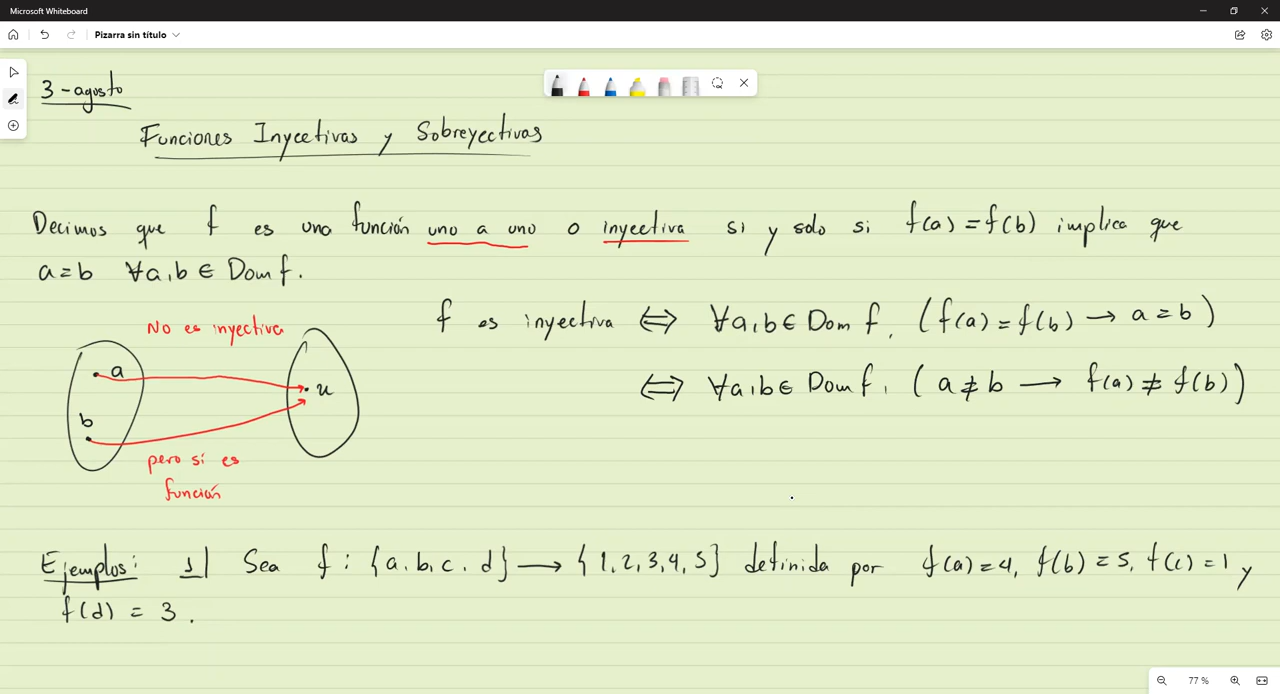 Microsoft Whiteboard
Pizarra sin título
3-agosto
Funciones Inyectivas y Sobreyectivas
Decimos que f es una función uno a uno o inyectiva si y solo si f(a) = f(b) implica que
a = b ∀a,b ∈ Dom f.
No es inyectiva
f es inyectiva ⟺ ∀a,b ∈ Dom f, (f(a) = f(b) → a = b)
a
u
⟺ ∀a,b ∈ Dom f, (a ≠ b → f(a) ≠ f(b))
b
pero sí es
función
Ejemplos: 1| Sea f: {a,b,c,d} → {1,2,3,4,5} definida por f(a)=4, f(b)=5, f(c)=1 y
f(d) = 3.
77 %